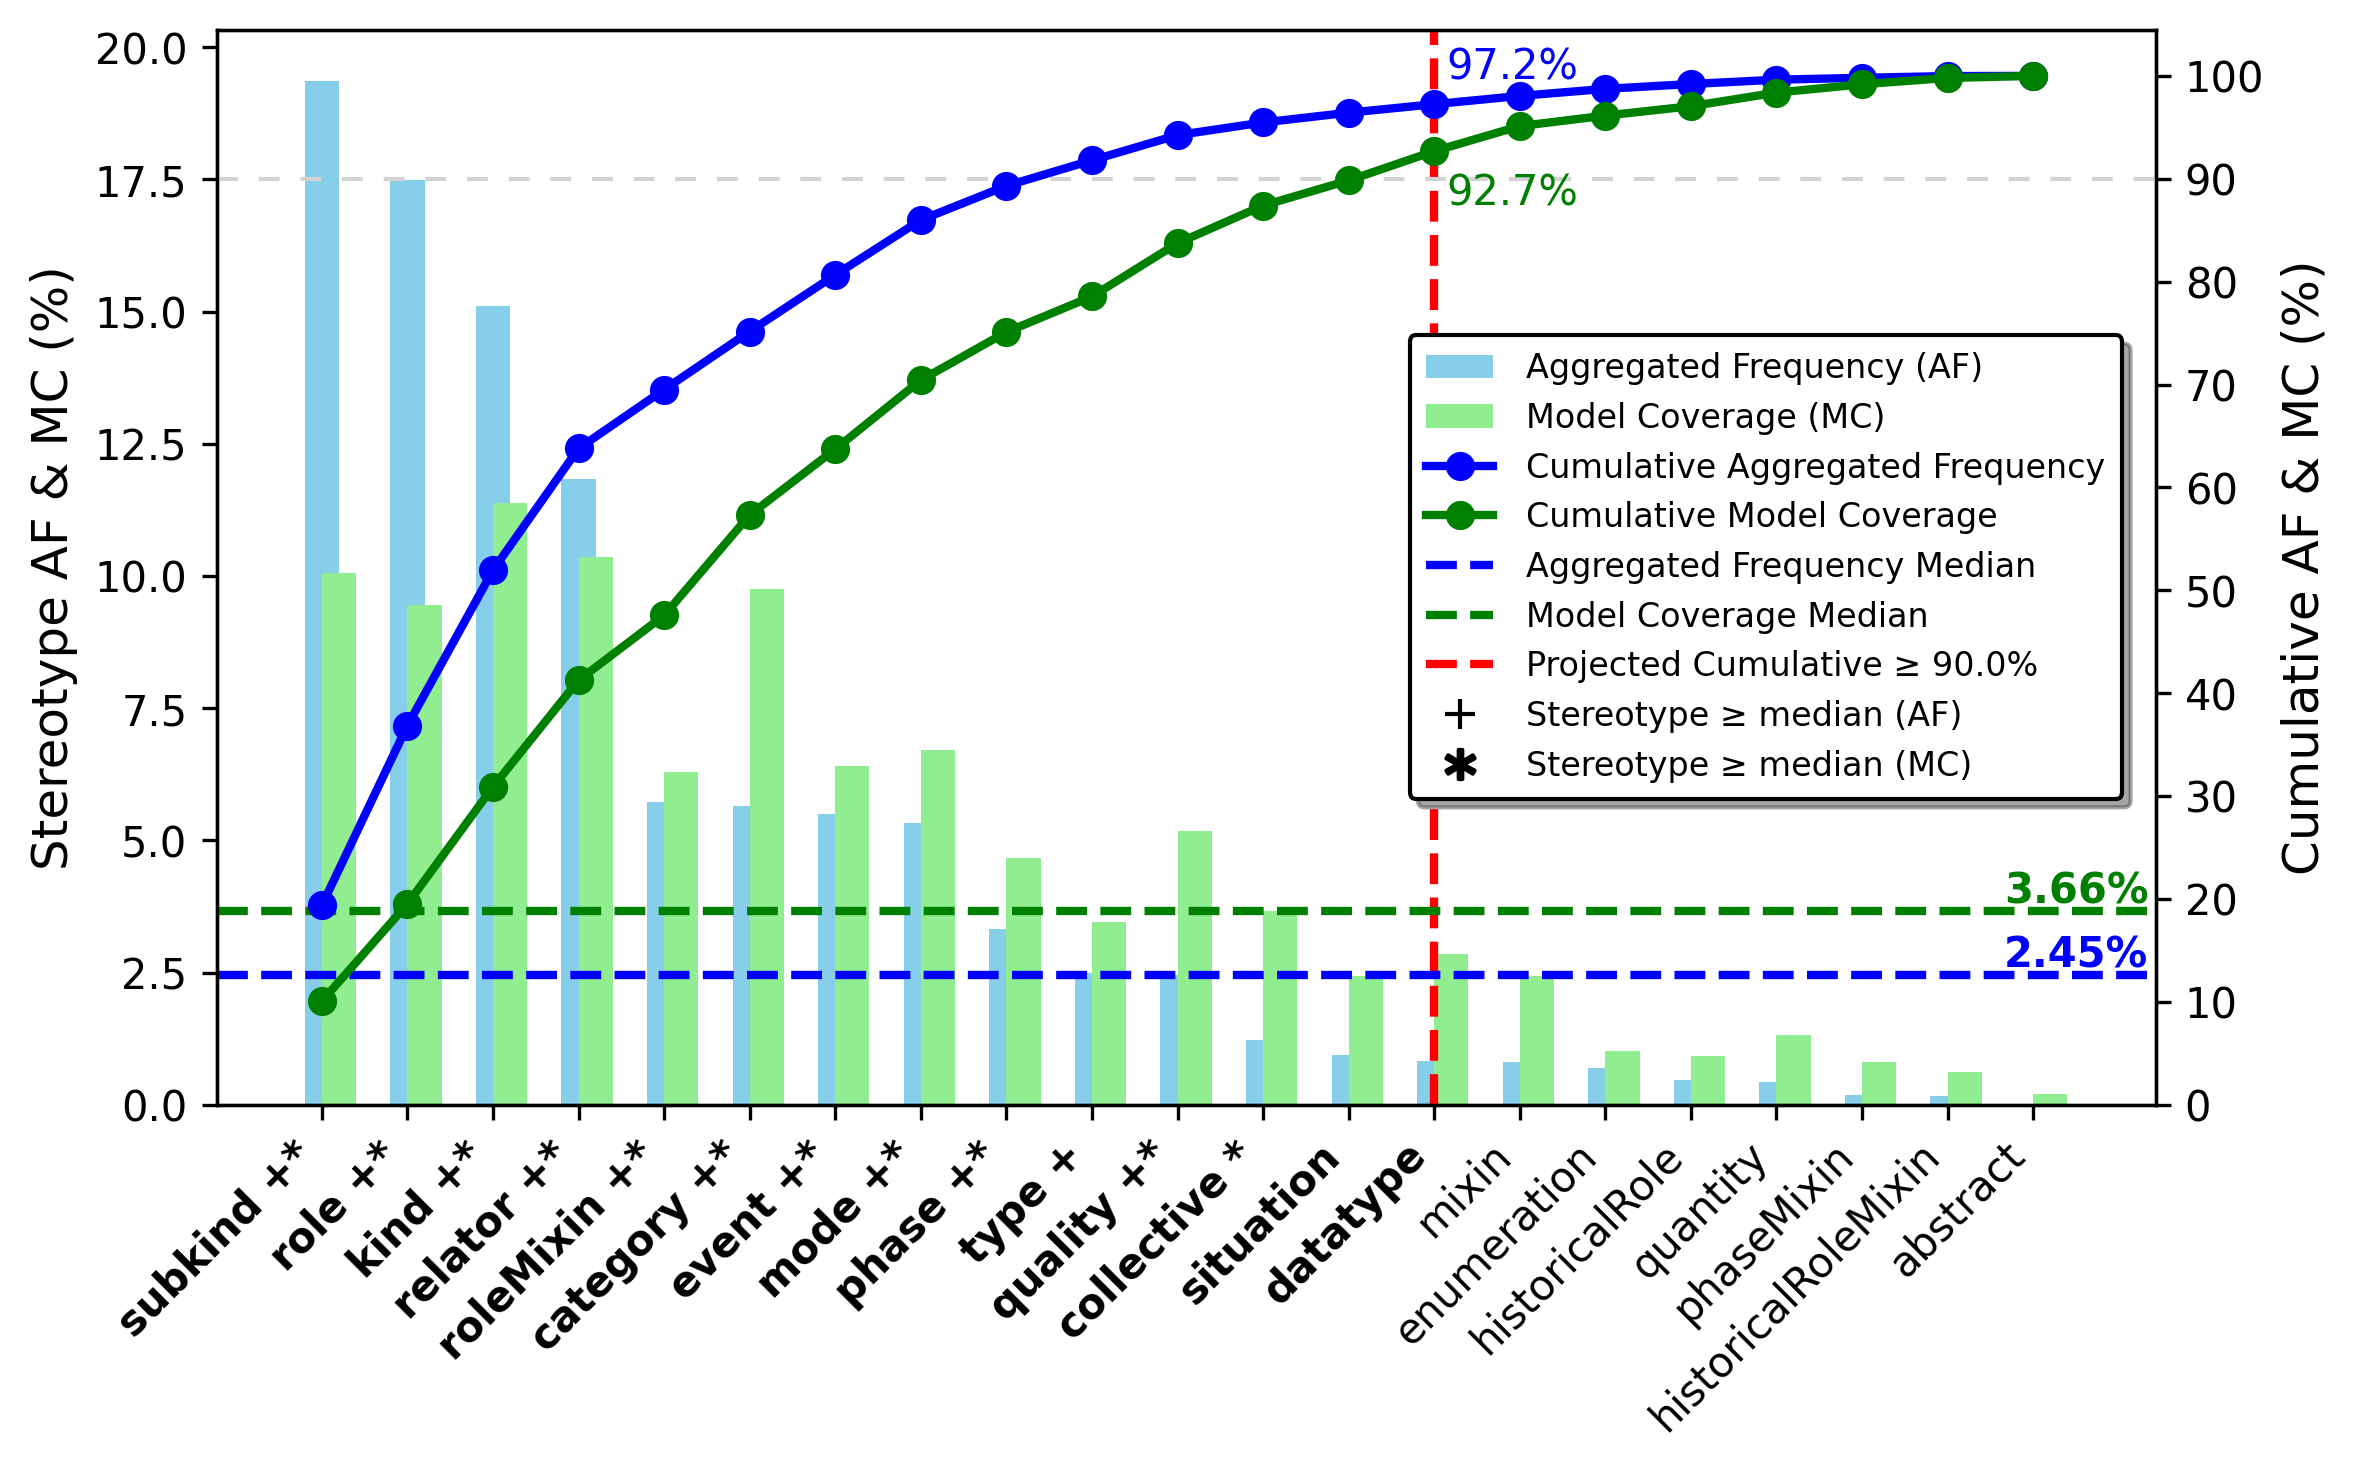 Stereotype AF & MC (%)
20.0
17.5
15.0
12.5
10.0
7.5
5.0
2.5
0.0
97.2%
92.7%
Aggregated Frequency (AF)
Model Coverage (MC)
Cumulative Aggregated Frequency
Cumulative Model Coverage
Aggregated Frequency Median
Model Coverage Median
Projected Cumulative ≥ 90.0%
+ Stereotype ≥ median (AF)
✱ Stereotype ≥ median (MC)
3.66%
2.45%
100
90
80
70
60
50
40
30
20
10
0
Cumulative AF & MC (%)
subkind +*
role +*
kind +*
relator +*
roleMixin +*
category +*
event +*
mode +*
phase +*
type +
quality +*
collective *
situation
datatype
mixin
enumeration
historicalRole
quantity
phaseMixin
historicalRoleMixin
abstract